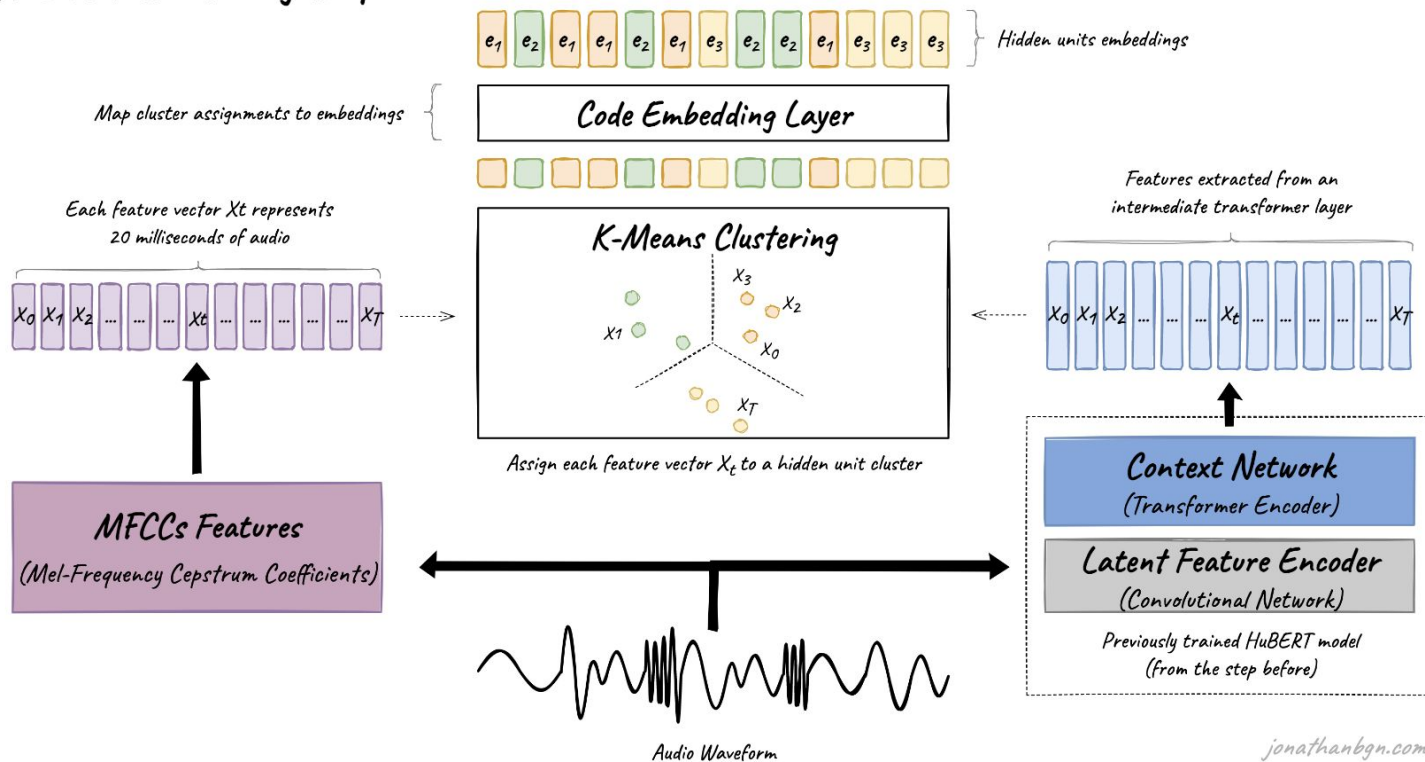 e1 e2 e1 e1 e2 e1 e3 e2 e2 e1 e3 e3 e3
Hidden units embeddings
Map cluster assignments to embeddings
Code Embedding Layer
Each feature vector Xt represents
20 milliseconds of audio
X0 X1 X2 ... ... ... Xt ... ... ... ... ... XT
K-Means Clustering
X3
X2
X1
X0
XT
Assign each feature vector Xt to a hidden unit cluster
Features extracted from an
intermediate transformer layer
X0 X1 X2 ... ... ... Xt ... ... ... ... ... XT
MFCCs Features
(Mel-Frequency Cepstrum Coefficients)
Context Network
(Transformer Encoder)
Latent Feature Encoder
(Convolutional Network)
Previously trained HuBERT model
(from the step before)
Audio Waveform
jonathanbgn.com